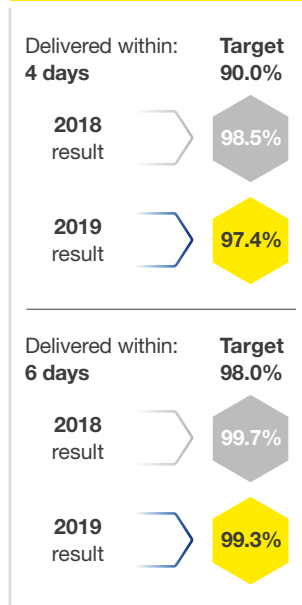 Delivered within: Target
4 days 90.0%
2018
result
98.5%
2019
result
97.4%
Delivered within: Target
6 days 98.0%
2018
result
99.7%
2019
result
99.3%